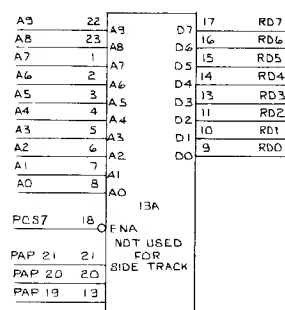 A9 22 A9 D7 17 RD7
A8 23 A8 D6 16 RD6
A7 1 A7 D5 15 RD5
A6 2 A6 D4 14 RD4
A5 3 A5 D3 13 RD3
A4 4 A4 D2 11 RD2
A3 5 A3 D1 10 RD1
A2 6 A2 D0 9 RD0
A1 7 A1
A0 8 A0
13A
PCS7 18 ENA
NOT USED
FOR
SIDE TRACK
PAP 21 21
PAP 20 20
PAP 19 19